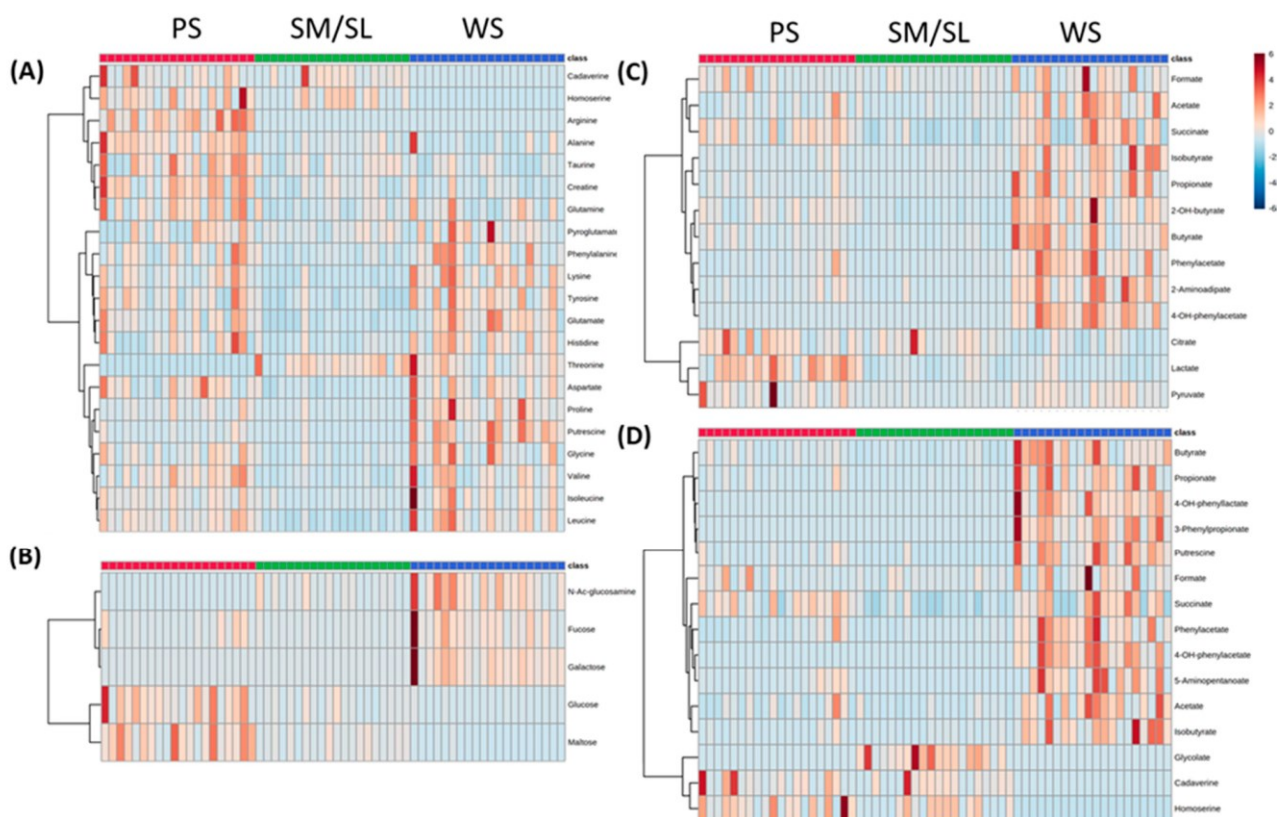 PS SM/SL WS
(A)
class
Cadaverine
Homoserine
Arginine
Alanine
Taurine
Creatine
Glutamine
Pyroglutamate
Phenylalanine
Lysine
Tyrosine
Glutamate
Histidine
Threonine
Aspartate
Proline
Putrescine
Glycine
Valine
Isoleucine
Leucine
(B)
class
N-Ac-glucosamine
Fucose
Galactose
Glucose
Maltose
PS SM/SL WS
(C)
class
Formate
Acetate
Succinate
Isobutyrate
Propionate
2-OH-butyrate
Butyrate
Phenylacetate
2-Aminoadipate
4-OH-phenylacetate
Citrate
Lactate
Pyruvate
6
4
2
0
-2
-4
-6
(D)
class
Butyrate
Propionate
4-OH-phenyllactate
3-Phenylpropionate
Putrescine
Formate
Succinate
Phenylacetate
4-OH-phenylacetate
5-Aminopentanoate
Acetate
Isobutyrate
Glycolate
Cadaverine
Homoserine